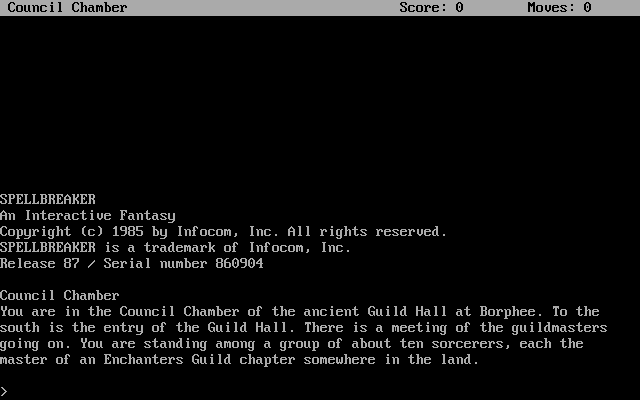 Council Chamber Score: 0 Moves: 0
SPELLBREAKER
An Interactive Fantasy
Copyright (c) 1985 by Infocom, Inc. All rights reserved.
SPELLBREAKER is a trademark of Infocom, Inc.
Release 87 / Serial number 860904
Council Chamber
You are in the Council Chamber of the ancient Guild Hall at Borphee. To the
south is the entry of the Guild Hall. There is a meeting of the guildmasters
going on. You are standing among a group of about ten sorcerers, each the
master of an Enchanters Guild chapter somewhere in the land.
>